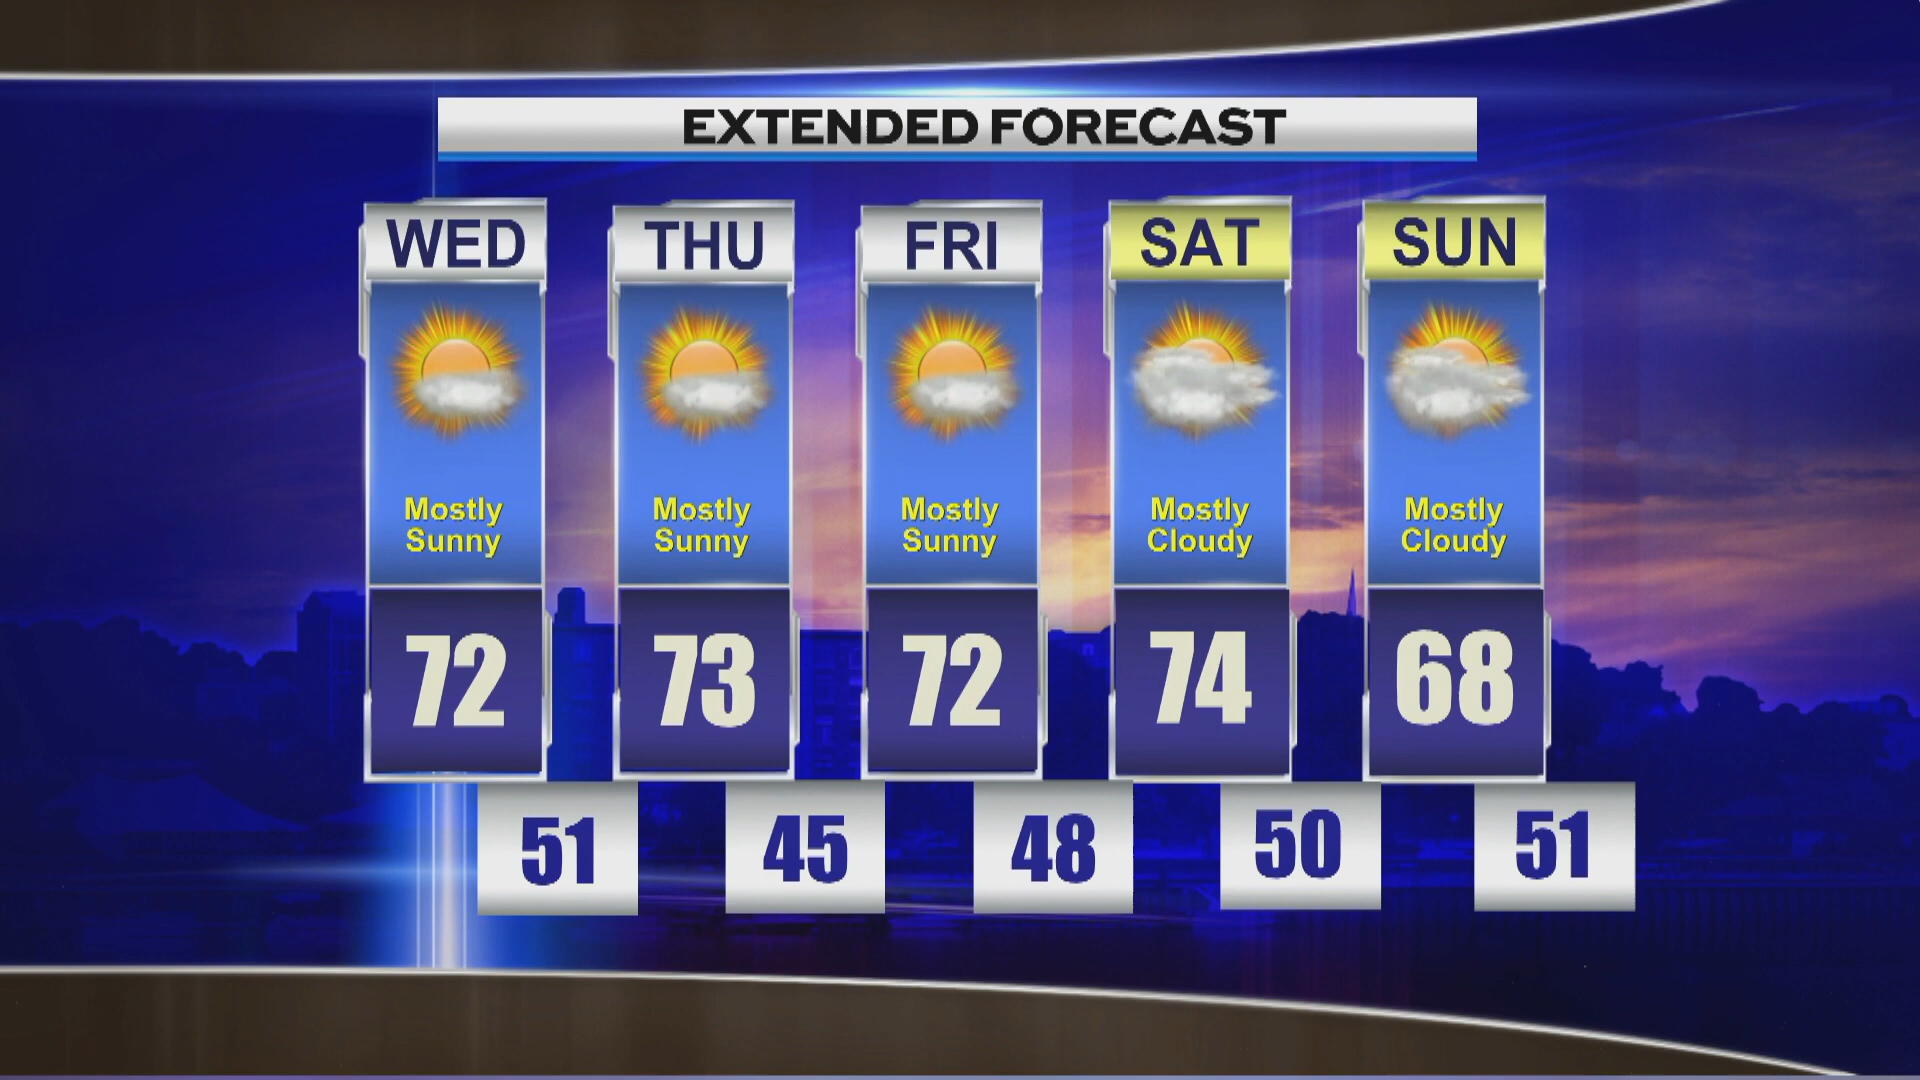 EXTENDED FORECAST
WED THU FRI SAT SUN
Mostly Mostly Mostly Mostly Mostly
Sunny Sunny Sunny Cloudy Cloudy
72 73 72 74 68
51 45 48 50 51